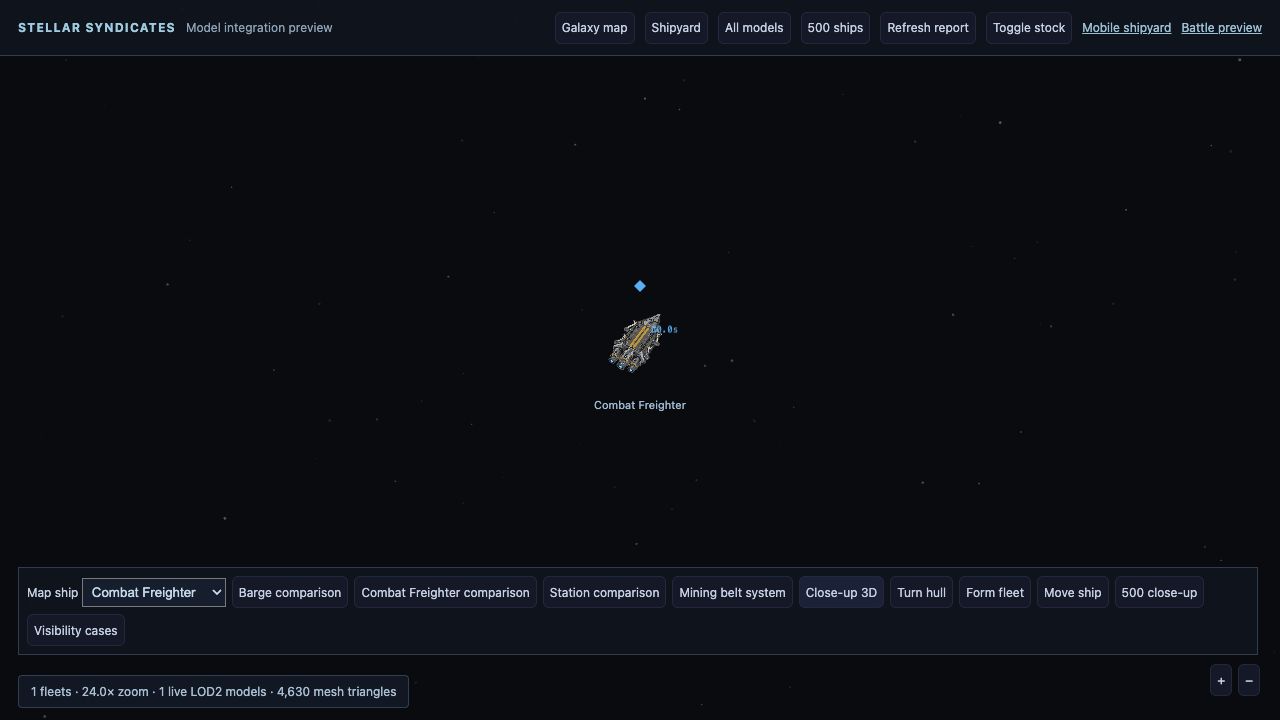 STELLAR SYNDICATES Model integration preview Galaxy map Shipyard All models 500 ships Refresh report Toggle stock Mobile shipyard Battle preview
Combat Freighter
Map ship Combat Freighter Barge comparison Combat Freighter comparison Station comparison Mining belt system Close-up 3D Turn hull Form fleet Move ship 500 close-up
Visibility cases
1 fleets · 24.0× zoom · 1 live LOD2 models · 4,630 mesh triangles
+ −